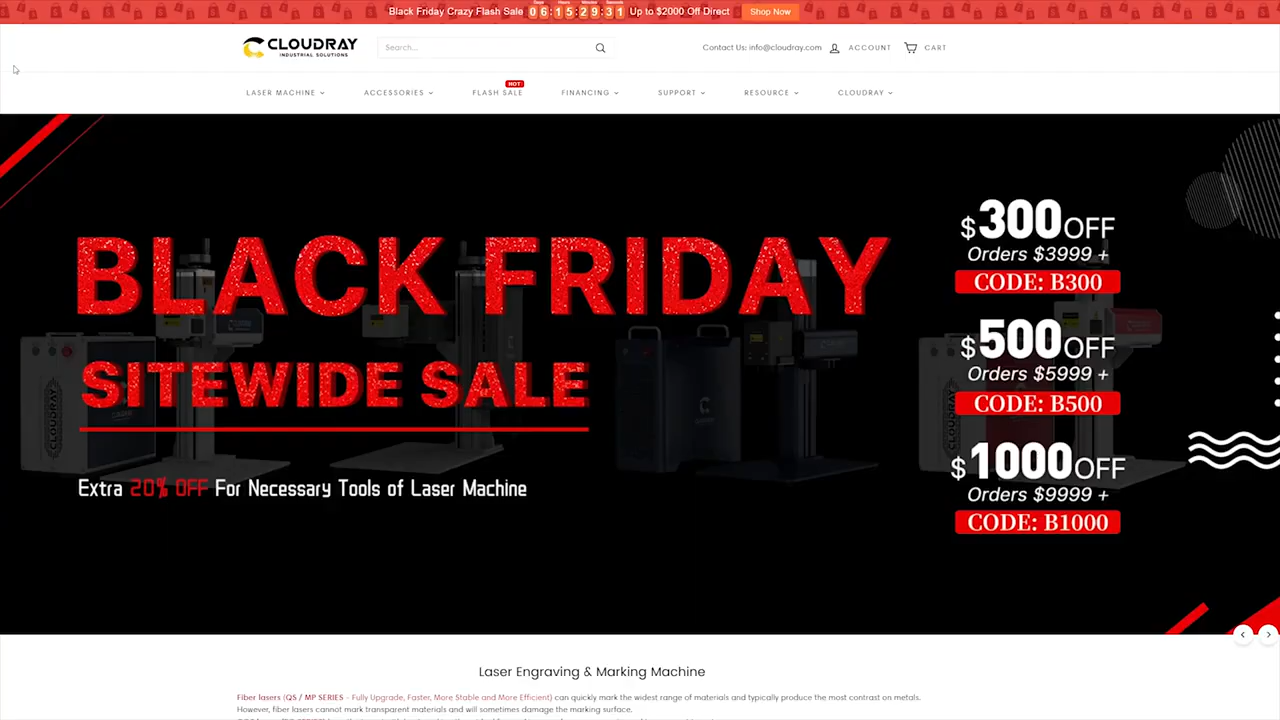 Black Friday Crazy Flash Sale 06:15:29:31 Up to $2000 Off Direct Shop Now
CLOUDRAY
INDUSTRIAL SOLUTIONS
Search...
Contact Us: info@cloudray.com ACCOUNT CART
HOT
LASER MACHINE ACCESSORIES FLASH SALE FINANCING SUPPORT RESOURCE CLOUDRAY
BLACK FRIDAY
SITEWIDE SALE
Extra 20% OFF For Necessary Tools of Laser Machine
$300OFF
Orders $3999 +
CODE: B300
$500OFF
Orders $5999 +
CODE: B500
$1000OFF
Orders $9999 +
CODE: B1000
Laser Engraving & Marking Machine
Fiber lasers (QS / MP SERIES - Fully Upgrade, Faster, More Stable and More Efficient) can quickly mark the widest range of materials and typically produce the most contrast on metals.
However, fiber lasers cannot mark transparent materials and will sometimes damage the marking surface.